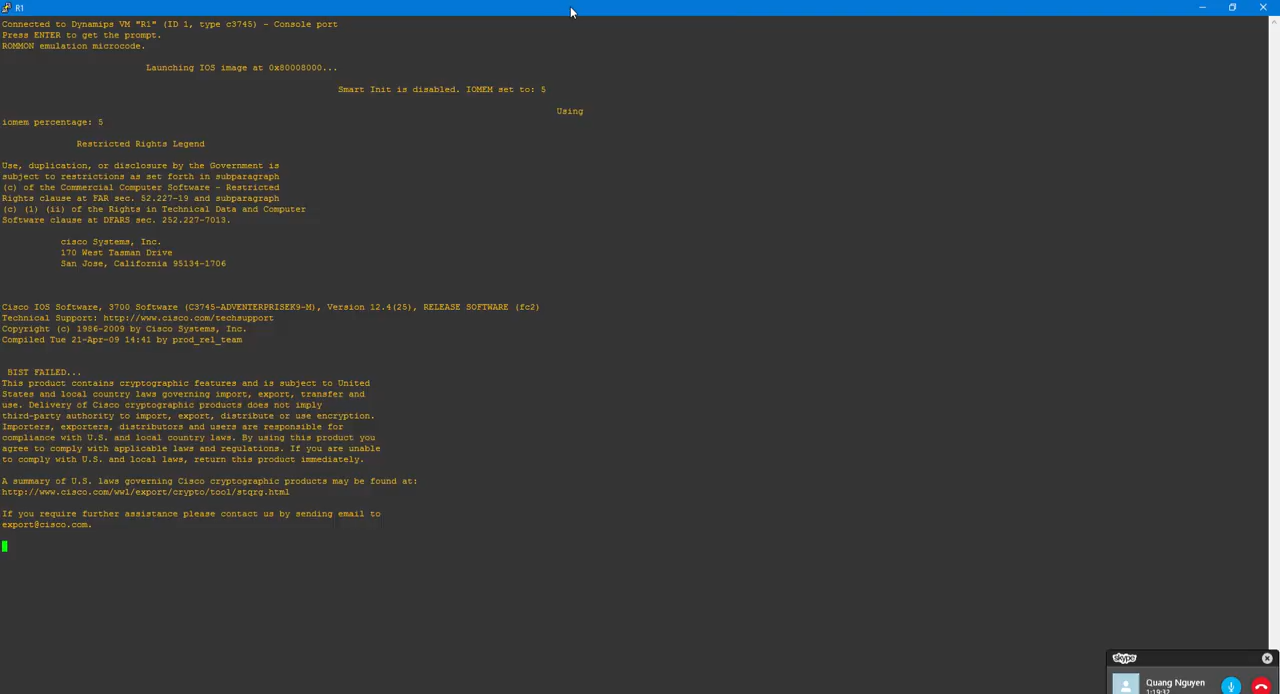 R1
Connected to Dynamips VM "R1" (ID 1, type c3745) - Console port
Press ENTER to get the prompt.
ROMMON emulation microcode.
Launching IOS image at 0x80008000...
Smart Init is disabled. IOMEM set to: 5
Using
iomem percentage: 5
Restricted Rights Legend
Use, duplication, or disclosure by the Government is
subject to restrictions as set forth in subparagraph
(c) of the Commercial Computer Software - Restricted
Rights clause at FAR sec. 52.227-19 and subparagraph
(c) (1) (ii) of the Rights in Technical Data and Computer
Software clause at DFARS sec. 252.227-7013.
cisco Systems, Inc.
170 West Tasman Drive
San Jose, California 95134-1706
Cisco IOS Software, 3700 Software (C3745-ADVENTERPRISEK9-M), Version 12.4(25), RELEASE SOFTWARE (fc2)
Technical Support: http://www.cisco.com/techsupport
Copyright (c) 1986-2009 by Cisco Systems, Inc.
Compiled Tue 21-Apr-09 14:41 by prod_rel_team
BIST FAILED...
This product contains cryptographic features and is subject to United
States and local country laws governing import, export, transfer and
use. Delivery of Cisco cryptographic products does not imply
third-party authority to import, export, distribute or use encryption.
Importers, exporters, distributors and users are responsible for
compliance with U.S. and local country laws. By using this product you
agree to comply with applicable laws and regulations. If you are unable
to comply with U.S. and local laws, return this product immediately.
A summary of U.S. laws governing Cisco cryptographic products may be found at:
http://www.cisco.com/wwl/export/crypto/tool/stqrg.html
If you require further assistance please contact us by sending email to
export@cisco.com.
skype
Quang Nguyen
1:19:32